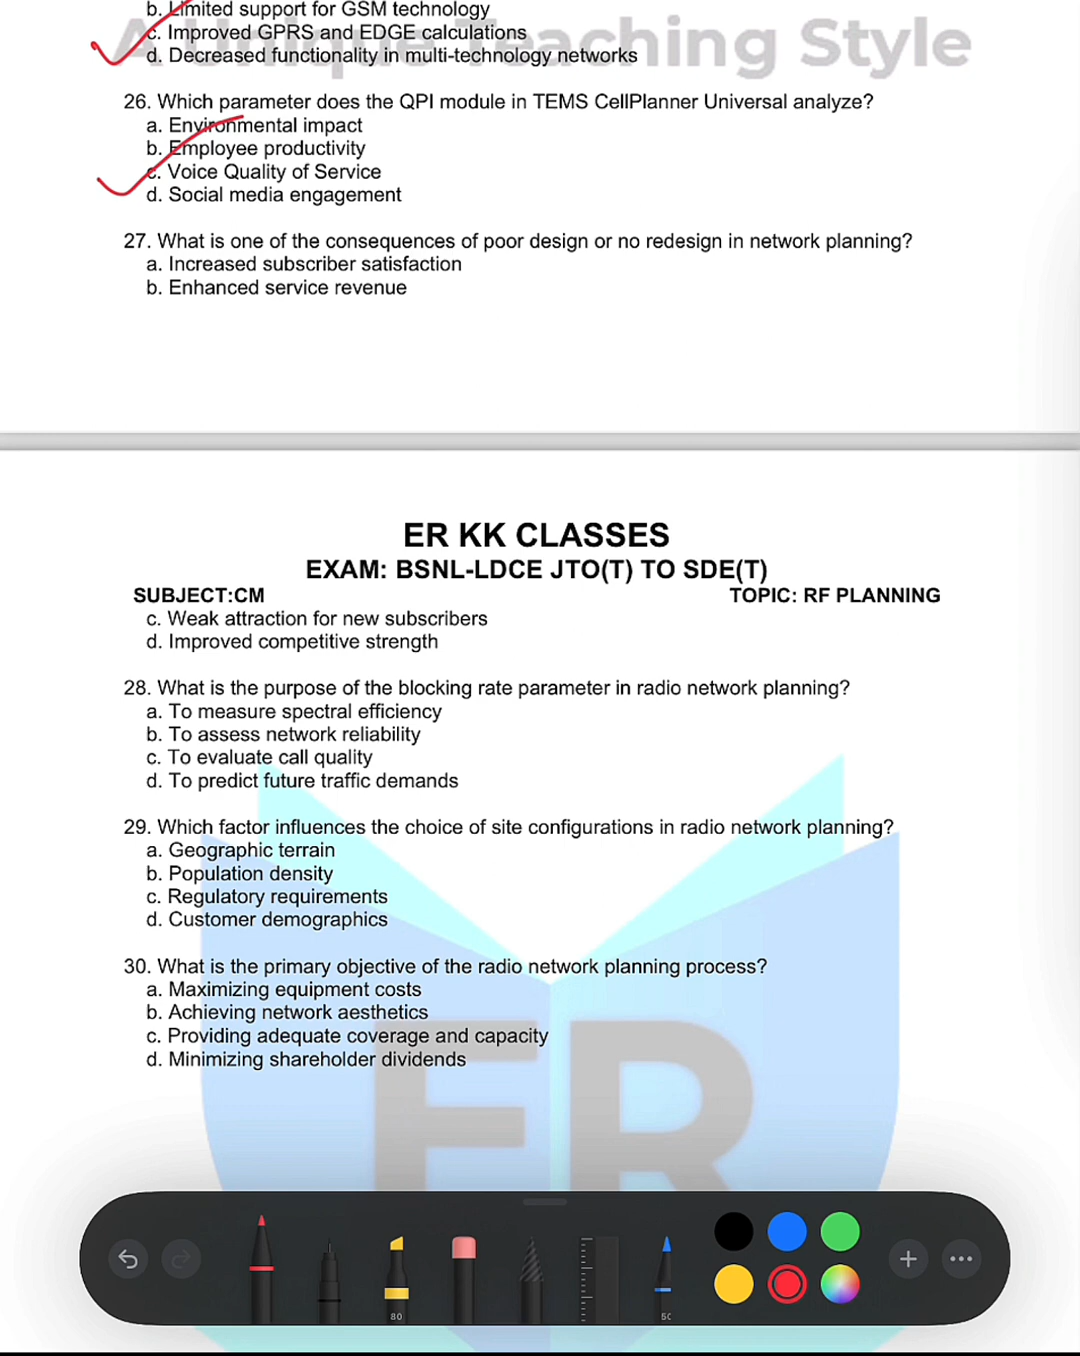 b. Limited support for GSM technology
A Unique Teaching Style
c. Improved GPRS and EDGE calculations
d. Decreased functionality in multi-technology networks
26. Which parameter does the QPI module in TEMS CellPlanner Universal analyze?
a. Environmental impact
b. Employee productivity
c. Voice Quality of Service
d. Social media engagement
27. What is one of the consequences of poor design or no redesign in network planning?
a. Increased subscriber satisfaction
b. Enhanced service revenue
ER KK CLASSES
EXAM: BSNL-LDCE JTO(T) TO SDE(T)
SUBJECT:CM TOPIC: RF PLANNING
c. Weak attraction for new subscribers
d. Improved competitive strength
28. What is the purpose of the blocking rate parameter in radio network planning?
a. To measure spectral efficiency
b. To assess network reliability
c. To evaluate call quality
d. To predict future traffic demands
29. Which factor influences the choice of site configurations in radio network planning?
a. Geographic terrain
b. Population density
c. Regulatory requirements
d. Customer demographics
30. What is the primary objective of the radio network planning process?
a. Maximizing equipment costs
b. Achieving network aesthetics
c. Providing adequate coverage and capacity
d. Minimizing shareholder dividends
ER
80 50